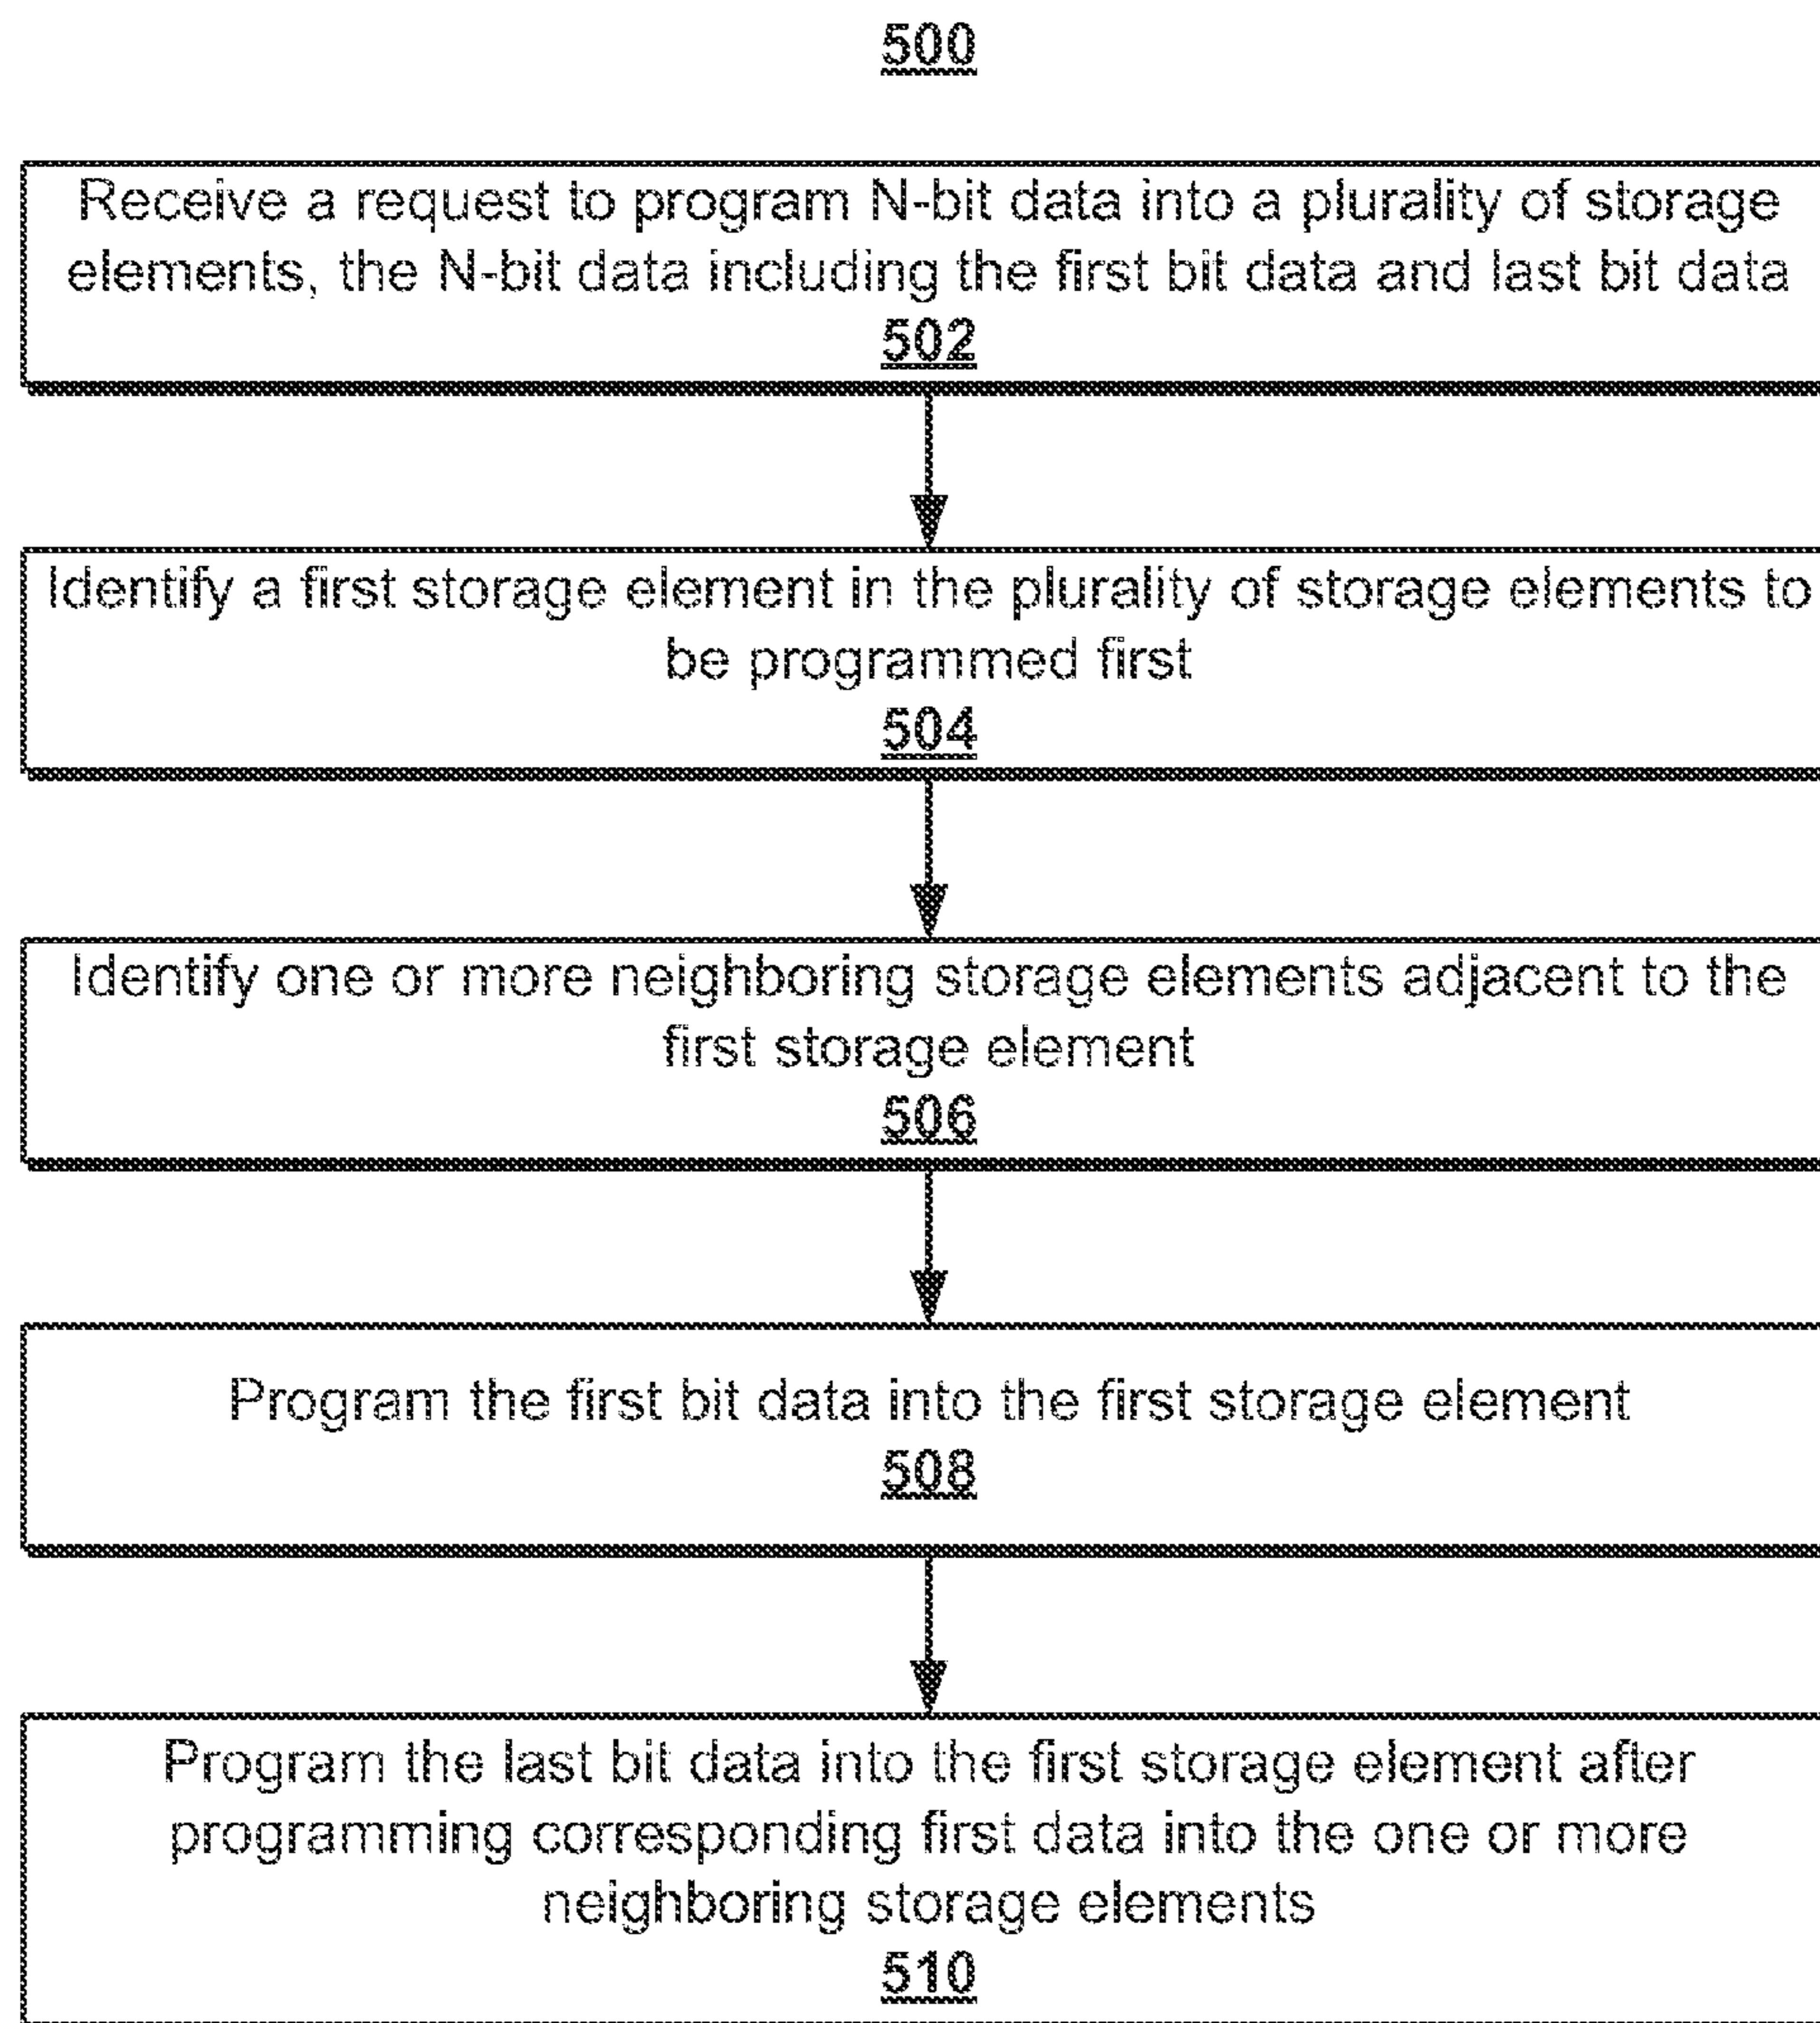 500
Receive a request to program N-bit data into a plurality of storage
elements, the N-bit data including the first bit data and last bit data
502
Identify a first storage element in the plurality of storage elements to
be programmed first
504
Identify one or more neighboring storage elements adjacent to the
first storage element
506
Program the first bit data into the first storage element
508
Program the last bit data into the first storage element after
programming corresponding first data into the one or more
neighboring storage elements
510